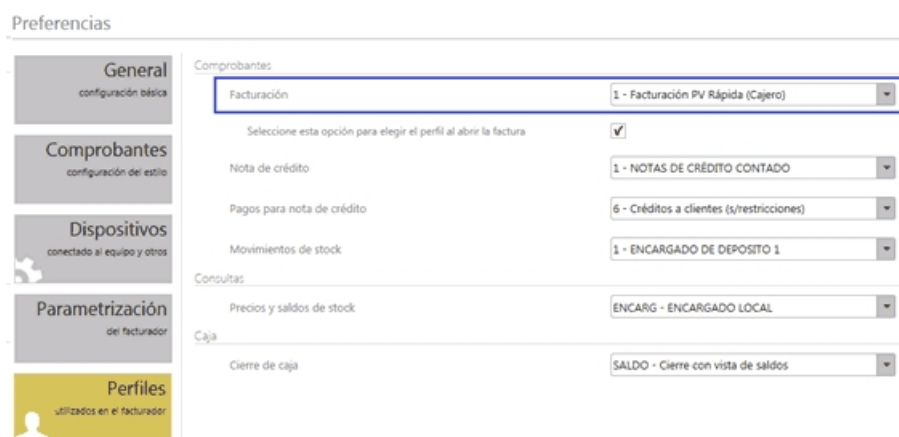 Preferencias
General
configuración básica
Comprobantes
configuración del estilo
Dispositivos
conectado al equipo y otros
Parametrización
del facturador
Perfiles
utilizados en el facturador
Comprobantes
Facturación 1 - Facturación PV Rápida (Cajero)
Seleccione esta opción para elegir el perfil al abrir la factura
Nota de crédito 1 - NOTAS DE CRÉDITO CONTADO
Pagos para nota de crédito 6 - Créditos a clientes (s/restricciones)
Movimientos de stock 1 - ENCARGADO DE DEPOSITO 1
Consultas
Precios y saldos de stock ENCARG - ENCARGADO LOCAL
Caja
Cierre de caja SALDO - Cierre con vista de saldos